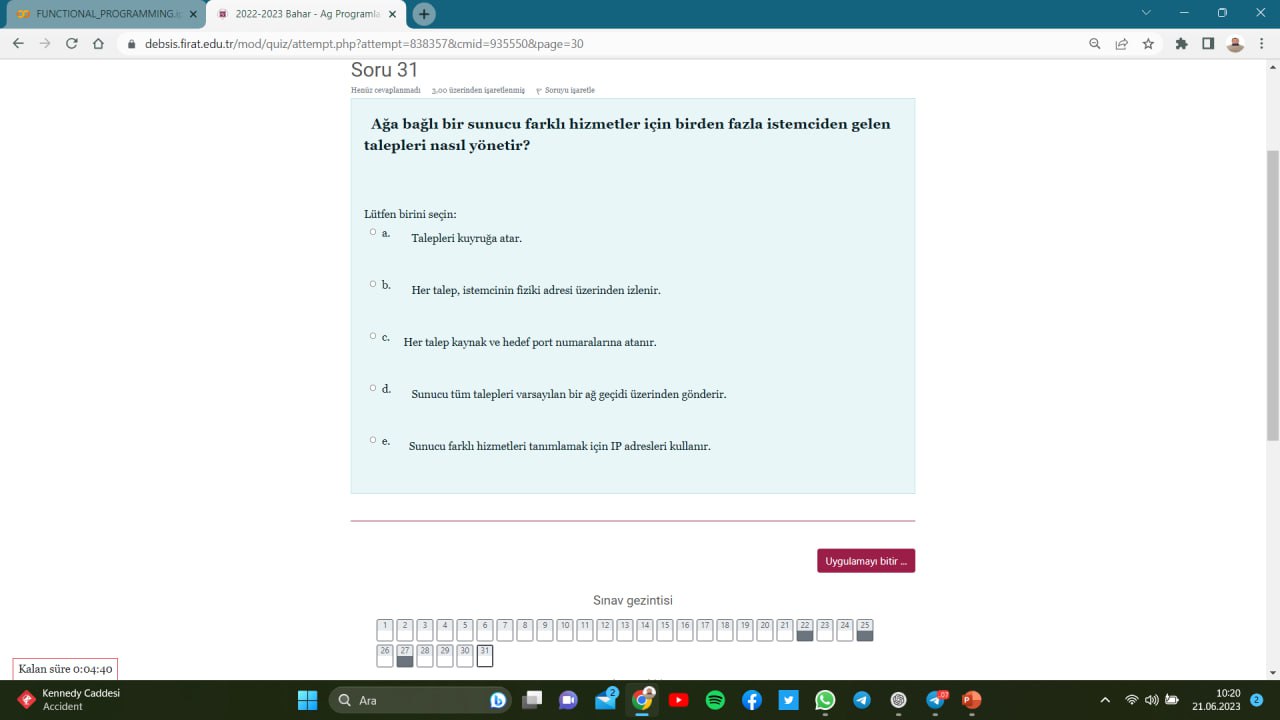 FUNCTIONAL_PROGRAMMING.i
2022-2023 Bahar - Ag Programla
debsis.firat.edu.tr/mod/quiz/attempt.php?attempt=838357&cmid=935550&page=30
Soru 31
Henüz cevaplanmadı 3,00 üzerinden işaretlenmiş Soruyu işaretle
Ağa bağlı bir sunucu farklı hizmetler için birden fazla istemciden gelen
talepleri nasıl yönetir?
Lütfen birini seçin:
a. Talepleri kuyruğa atar.
b. Her talep, istemcinin fiziki adresi üzerinden izlenir.
c. Her talep kaynak ve hedef port numaralarına atanır.
d. Sunucu tüm talepleri varsayılan bir ağ geçidi üzerinden gönderir.
e. Sunucu farklı hizmetleri tanımlamak için IP adresleri kullanır.
Uygulamayı bitir ...
Sınav gezintisi
1 2 3 4 5 6 7 8 9 10 11 12 13 14 15 16 17 18 19 20 21 22 23 24 25
26 27 28 29 30 31
Kalan süre 0:04:40
Kennedy Caddesi
Accident
Ara
2
10:20
21.06.2023
2